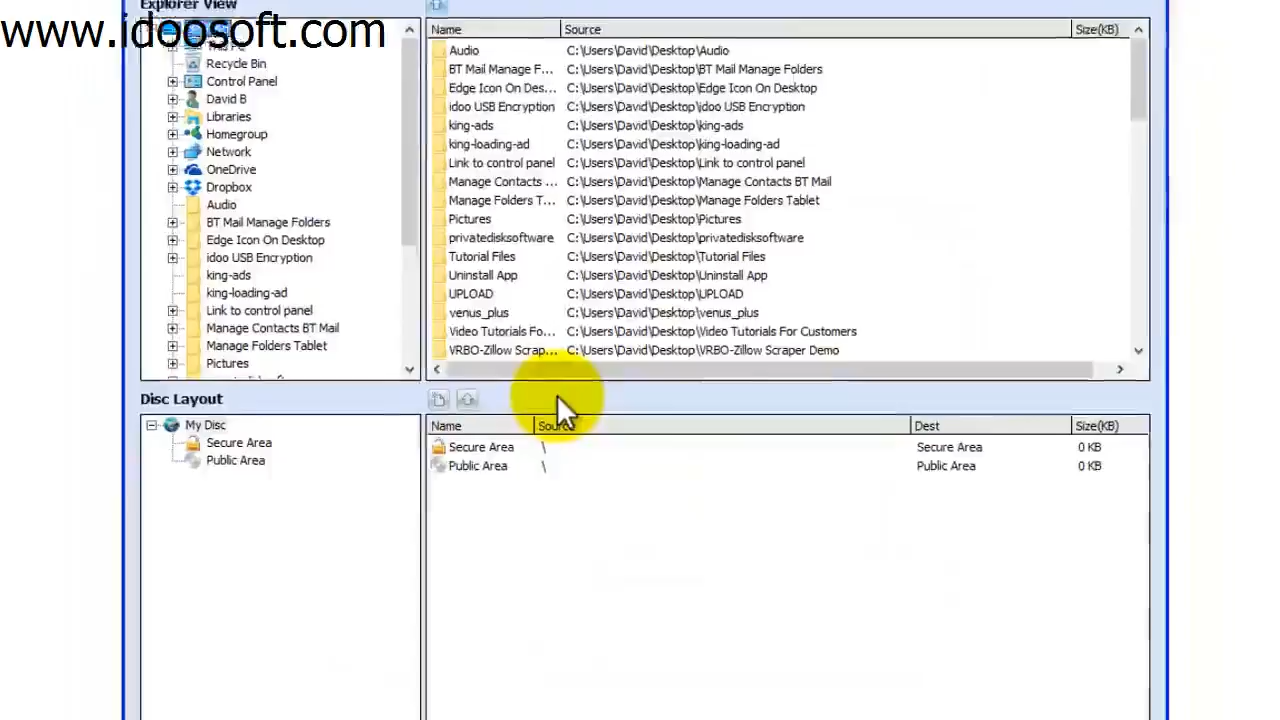 Explorer View
www.idoosoft.com
This PC
Recycle Bin
Control Panel
David B
Libraries
Homegroup
Network
OneDrive
Dropbox
Audio
BT Mail Manage Folders
Edge Icon On Desktop
idoo USB Encryption
king-ads
king-loading-ad
Link to control panel
Manage Contacts BT Mail
Manage Folders Tablet
Pictures
Name Source Size(KB)
Audio C:\Users\David\Desktop\Audio
BT Mail Manage F... C:\Users\David\Desktop\BT Mail Manage Folders
Edge Icon On Des... C:\Users\David\Desktop\Edge Icon On Desktop
idoo USB Encryption C:\Users\David\Desktop\idoo USB Encryption
king-ads C:\Users\David\Desktop\king-ads
king-loading-ad C:\Users\David\Desktop\king-loading-ad
Link to control panel C:\Users\David\Desktop\Link to control panel
Manage Contacts ... C:\Users\David\Desktop\Manage Contacts BT Mail
Manage Folders T... C:\Users\David\Desktop\Manage Folders Tablet
Pictures C:\Users\David\Desktop\Pictures
privatedisksoftware C:\Users\David\Desktop\privatedisksoftware
Tutorial Files C:\Users\David\Desktop\Tutorial Files
Uninstall App C:\Users\David\Desktop\Uninstall App
UPLOAD C:\Users\David\Desktop\UPLOAD
venus_plus C:\Users\David\Desktop\venus_plus
Video Tutorials Fo... C:\Users\David\Desktop\Video Tutorials For Customers
VRBO-Zillow Scrap... C:\Users\David\Desktop\VRBO-Zillow Scraper Demo
Disc Layout
My Disc
Secure Area
Public Area
Name Source Dest Size(KB)
Secure Area \ Secure Area 0 KB
Public Area \ Public Area 0 KB